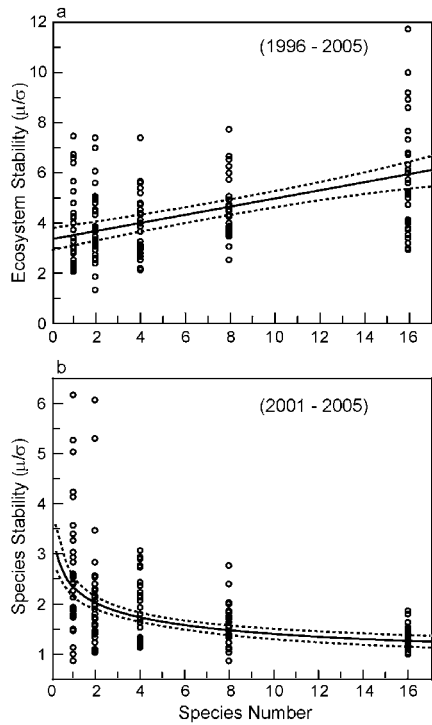 a
(1996 - 2005)
Ecosystem Stability (μ/σ)
12
10
8
6
4
2
0
0 2 4 6 8 10 12 14 16
b
(2001 - 2005)
Species Stability (μ/σ)
6
5
4
3
2
1
0 2 4 6 8 10 12 14 16
Species Number